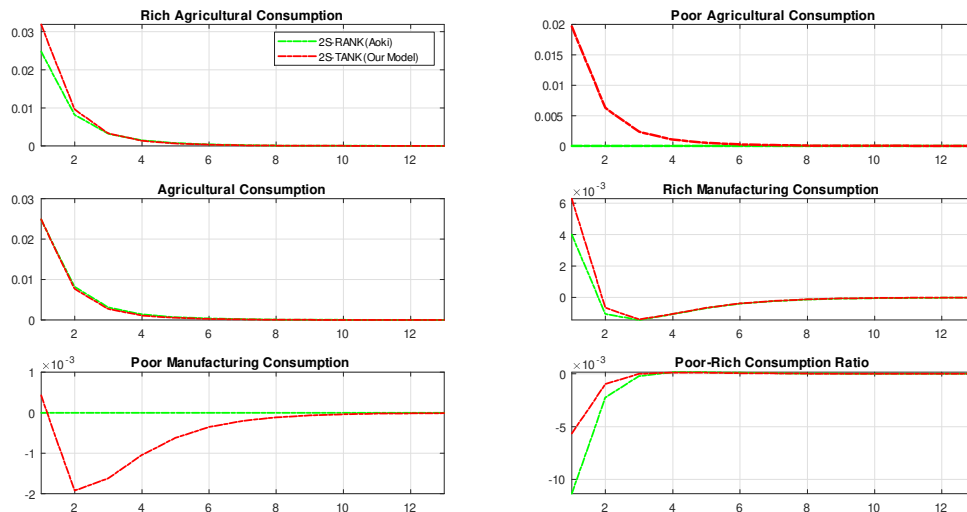 Rich Agricultural Consumption
0.03
0.02
0.01
0
2S-RANK(Aoki)
2S-TANK(Our Model)
2 4 6 8 10 12
Poor Agricultural Consumption
0.02
0.015
0.01
0.005
0
2 4 6 8 10 12
Agricultural Consumption
0.03
0.02
0.01
0
2 4 6 8 10 12
Rich Manufacturing Consumption
×10-3
6
4
2
0
2 4 6 8 10 12
Poor Manufacturing Consumption
×10-3
1
0
-1
-2
2 4 6 8 10 12
Poor-Rich Consumption Ratio
×10-3
0
-5
-10
2 4 6 8 10 12